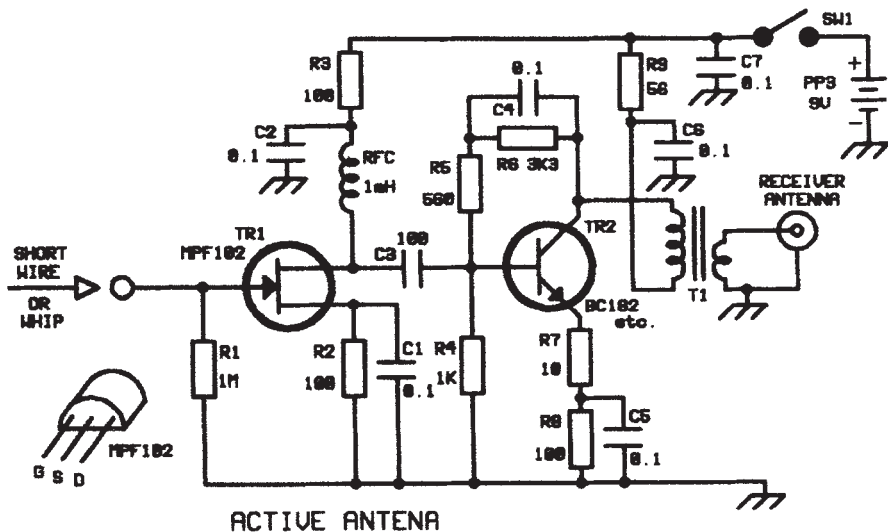 SW1
R3
100
0.1
R9
56
C7
0.1
+
PP3
9V
-
C2
0.1
C4
C6
0.1
RFC
1mH
R5
560
R6 3K3
RECEIVER
ANTENNA
TR1
MPF102
100
C3
TR2
SHORT
WIRE
OR
WHIP
BC182
etc.
T1
R1
1M
R2
100
C1
0.1
R4
1K
R7
10
MPF102
G S D
R8
100
C5
0.1
ACTIVE ANTENA